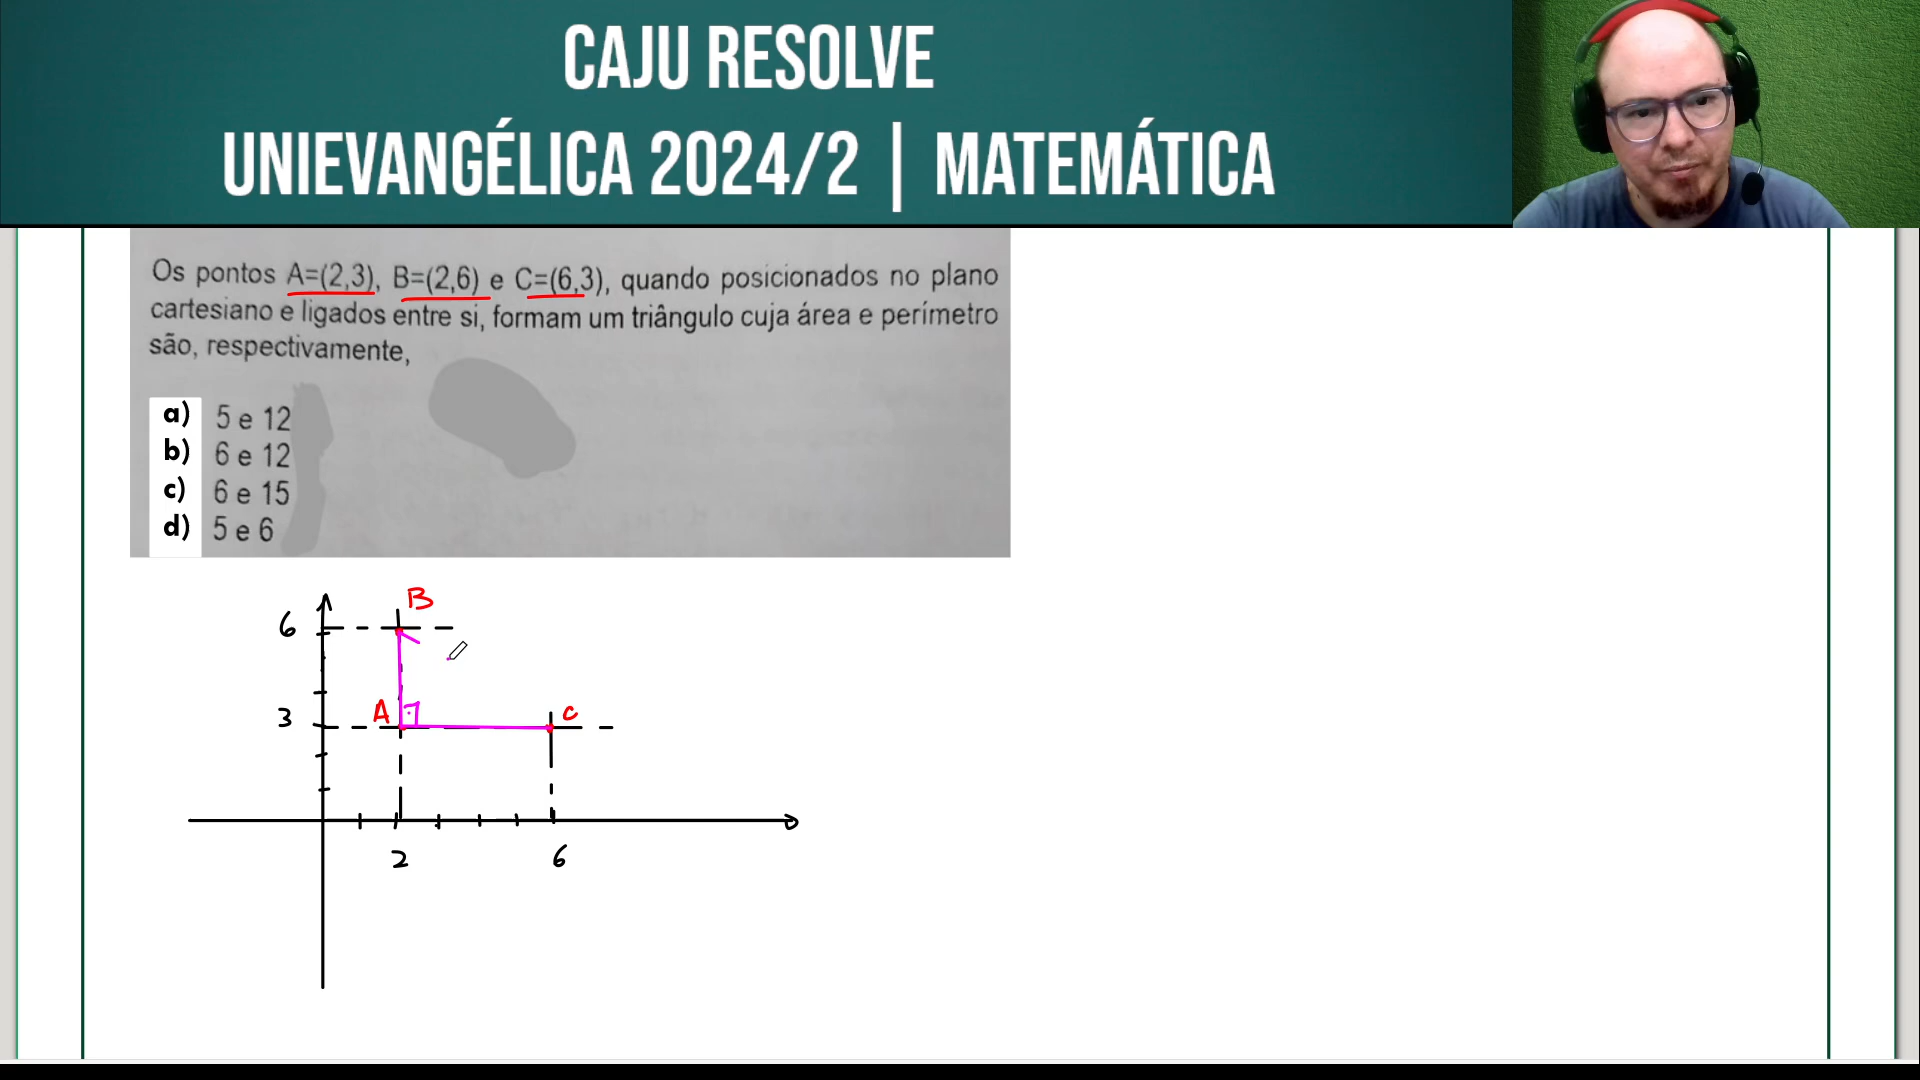 CAJU RESOLVE
UNIEVANGÉLICA 2024/2 | MATEMÁTICA
Os pontos A=(2,3), B=(2,6) e C=(6,3), quando posicionados no plano
cartesiano e ligados entre si, formam um triângulo cuja área e perímetro
são, respectivamente,
a) 5 e 12
b) 6 e 12
c) 6 e 15
d) 5 e 6
B
6
3
A
C
2
6